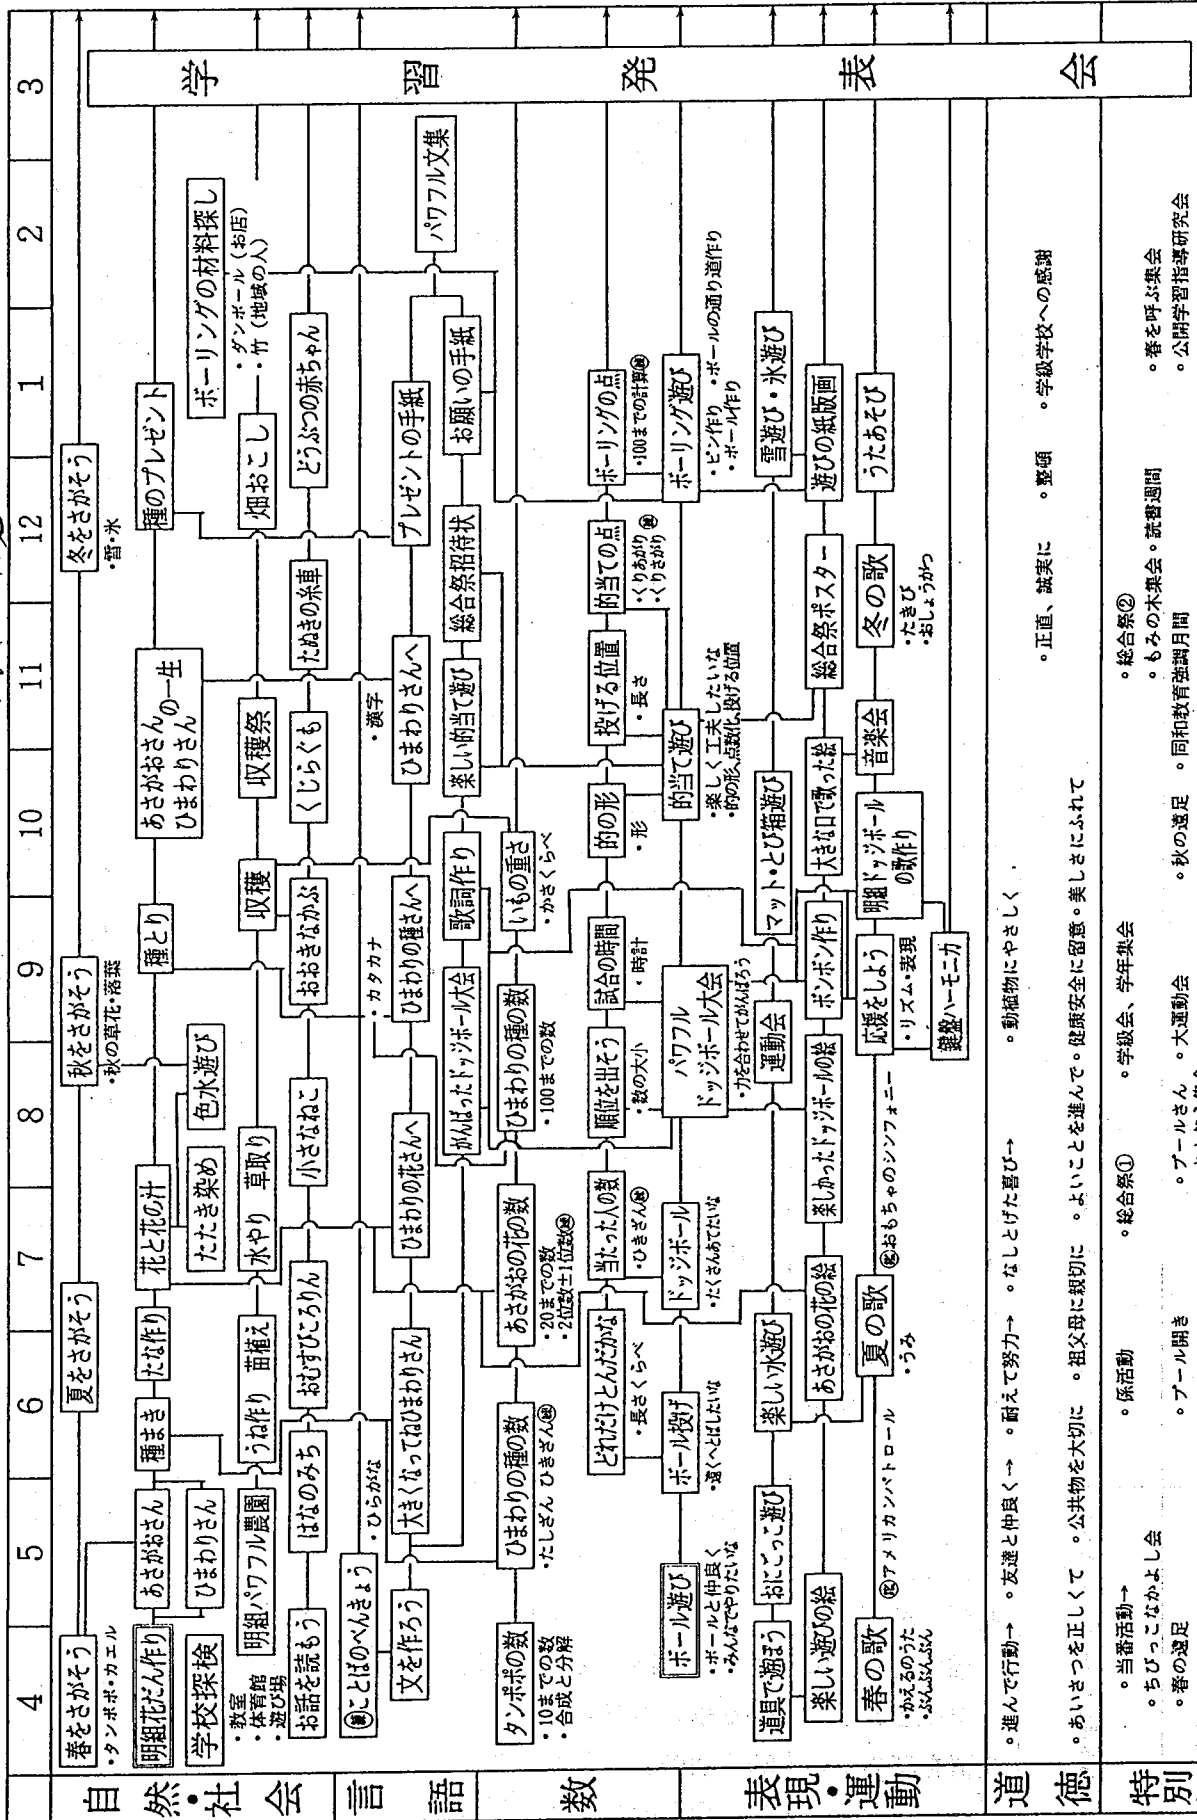 4 5 6 7 8 9 10 11 12 1 2 3
自然・社会
春をさがそう
・タンポポ・カエル
夏をさがそう
秋をさがそう
・秋の草花・落葉
冬をさがそう
・雪・氷
明組花だん作り
あさがおさん
ひまわりさん
種まき
たな作り
花と花の汁
たたき染め
色水遊び
種とり
あさがおさん
ひまわりさん
の一生
種のプレゼント
学校探検
・教室
・体育館
・遊び場
明組パワフル農園
うね作り 苗植え
水やり 草取り
収穫
収穫祭
畑おこし
ボーリングの材料探し
・ダンボール(お店)
・竹(地域の人)
言語
お話を読もう
はなのみち
おむすびころりん
小さなねこ
おおきなかぶ
くじらぐも
たぬきの糸車
どうぶつの赤ちゃん
ことばのべんきょう
・ひらがな
・カタカナ
・漢字
文を作ろう
大きくなってねひまわりさん
ひまわりの花さんへ
ひまわりの種さんへ
ひまわりさんへ
プレゼントの手紙
がんばったドッジボール大会
歌詞作り
楽しい的当て遊び
総合祭招待状
お願いの手紙
パワフル文集
数
タンポポの数
・10までの数
・合成と分解
ひまわりの種の数
・たしざん ひきざん
あさがおの花の数
・20までの数
・2位数±1位数
ひまわりの種の数
・100までの数
いもの重さ
・かさくらべ
どれだけとんだかな
・長さくらべ
当たった人の数
・ひきざん
順位を出そう
・数の大小
試合の時間
・時計
的の形
・形
投げる位置
・長さ
的当ての点
・くりあがり
・くりさがり
ボーリングの点
・100までの計算
表現・運動
ボール遊び
・ボールと仲良く
・みんなでやりたいな
ボール投げ
・遠くへとばしたいな
ドッジボール
・たくさんあてたいな
パワフル
ドッジボール大会
・力を合わせてがんばろう
的当て遊び
・楽しく工夫したいな
・的の形、点数化、投げる位置
ボーリング遊び
・ピン作り ・ボールの通り道作り
・ボール作り
道具で遊ぼう
おにごっこ遊び
楽しい水遊び
運動会
マット・とび箱遊び
雪遊び・氷遊び
楽しい遊びの絵
あさがおの花の絵
楽しかったドッジボールの絵
ボンボン作り
大きな口で歌った絵
総合祭ポスター
遊びの紙版画
春の歌
・かえるのうた
・ぶんぶんぶん
アメリカンパトロール
夏の歌
・うみ
おもちゃのシンフォニー
応援をしよう
・リズム・表現
明組ドッジボール
の歌作り
音楽会
冬の歌
・たきび
・おしょうがつ
うたあそび
鍵盤ハーモニカ
学習発表会
道徳
・進んで行動→ ・友達と仲良く→ ・耐えて努力→ ・なしとげた喜び→ ・動植物にやさしく ・正直、誠実に ・整頓 ・学級学校への感謝
・あいさつを正しくて ・公共物を大切に ・祖父母に親切に ・よいことを進んで・健康安全に留意・美しさにふれて
特別
・当番活動→ ・係活動 ・総合祭① ・学級会、学年集会 ・総合祭②
・ちびっこなかよし会 ・もみの木集会・読書週間 ・春を呼ぶ集会
・春の遠足 ・プール開き ・プールさん ・大運動会 ・秋の遠足 ・同和教育強調月間 ・公開学習指導研究会